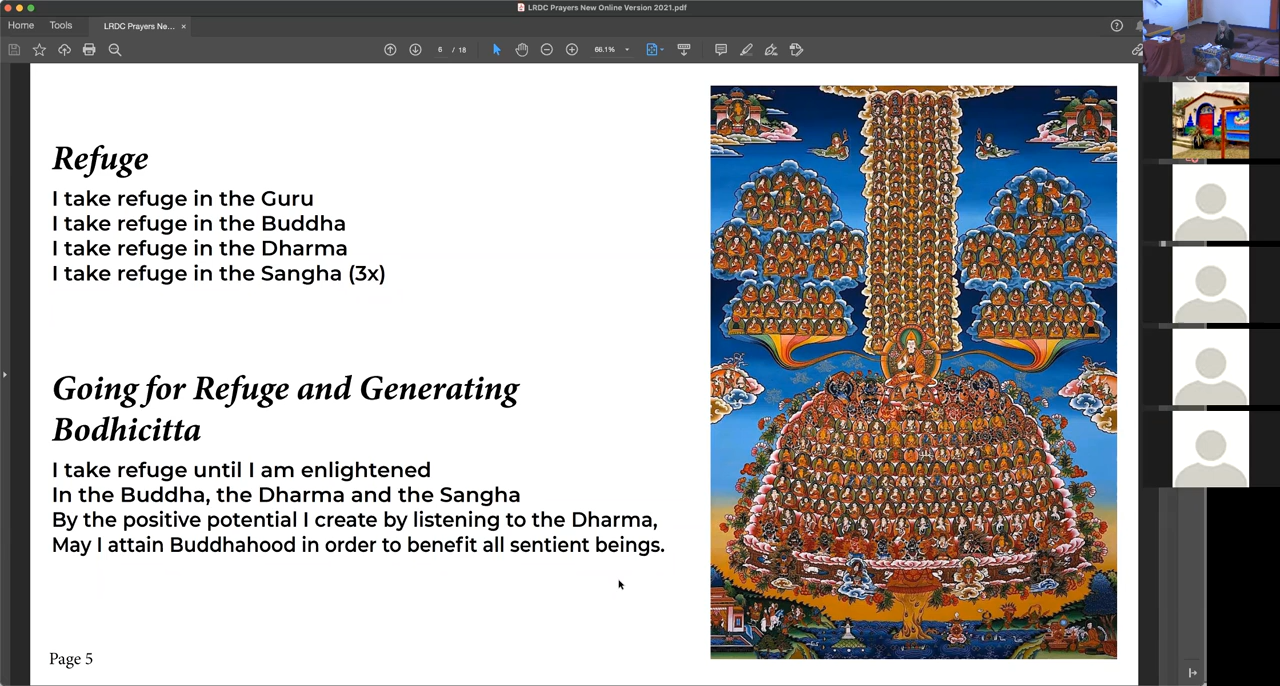 LRDC Prayers New Online Version 2021.pdf
Home
Tools
LRDC Prayers Ne... ×
6 / 18
66.1%
Refuge
I take refuge in the Guru
I take refuge in the Buddha
I take refuge in the Dharma
I take refuge in the Sangha (3x)
Going for Refuge and Generating
Bodhicitta
I take refuge until I am enlightened
In the Buddha, the Dharma and the Sangha
By the positive potential I create by listening to the Dharma,
May I attain Buddhahood in order to benefit all sentient beings.
Page 5